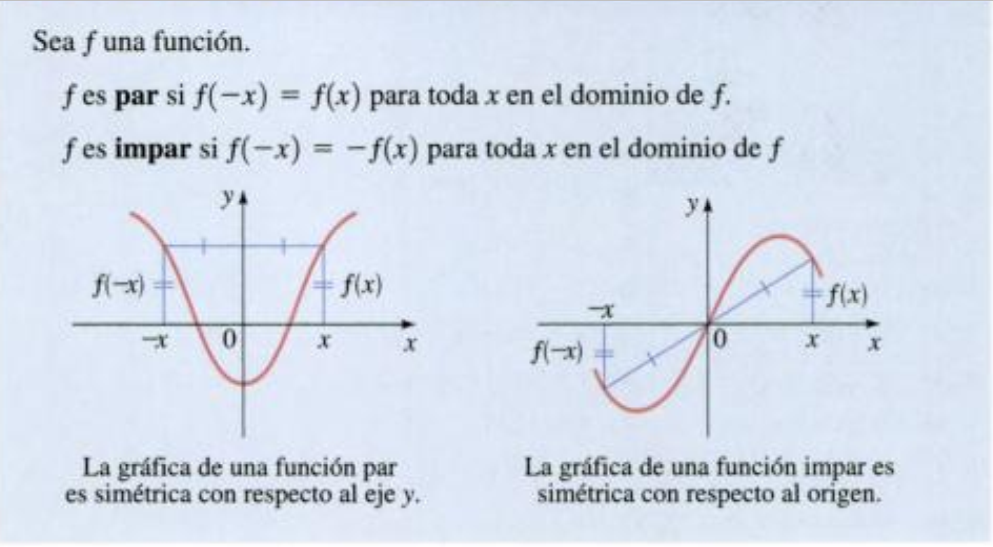 Sea f una función.
f es par si f(−x) = f(x) para toda x en el dominio de f.
f es impar si f(−x) = −f(x) para toda x en el dominio de f
y
f(−x)
f(x)
−x
0
x
x
y
−x
f(x)
f(−x)
0
x
x
La gráfica de una función par
es simétrica con respecto al eje y.
La gráfica de una función impar es
simétrica con respecto al origen.